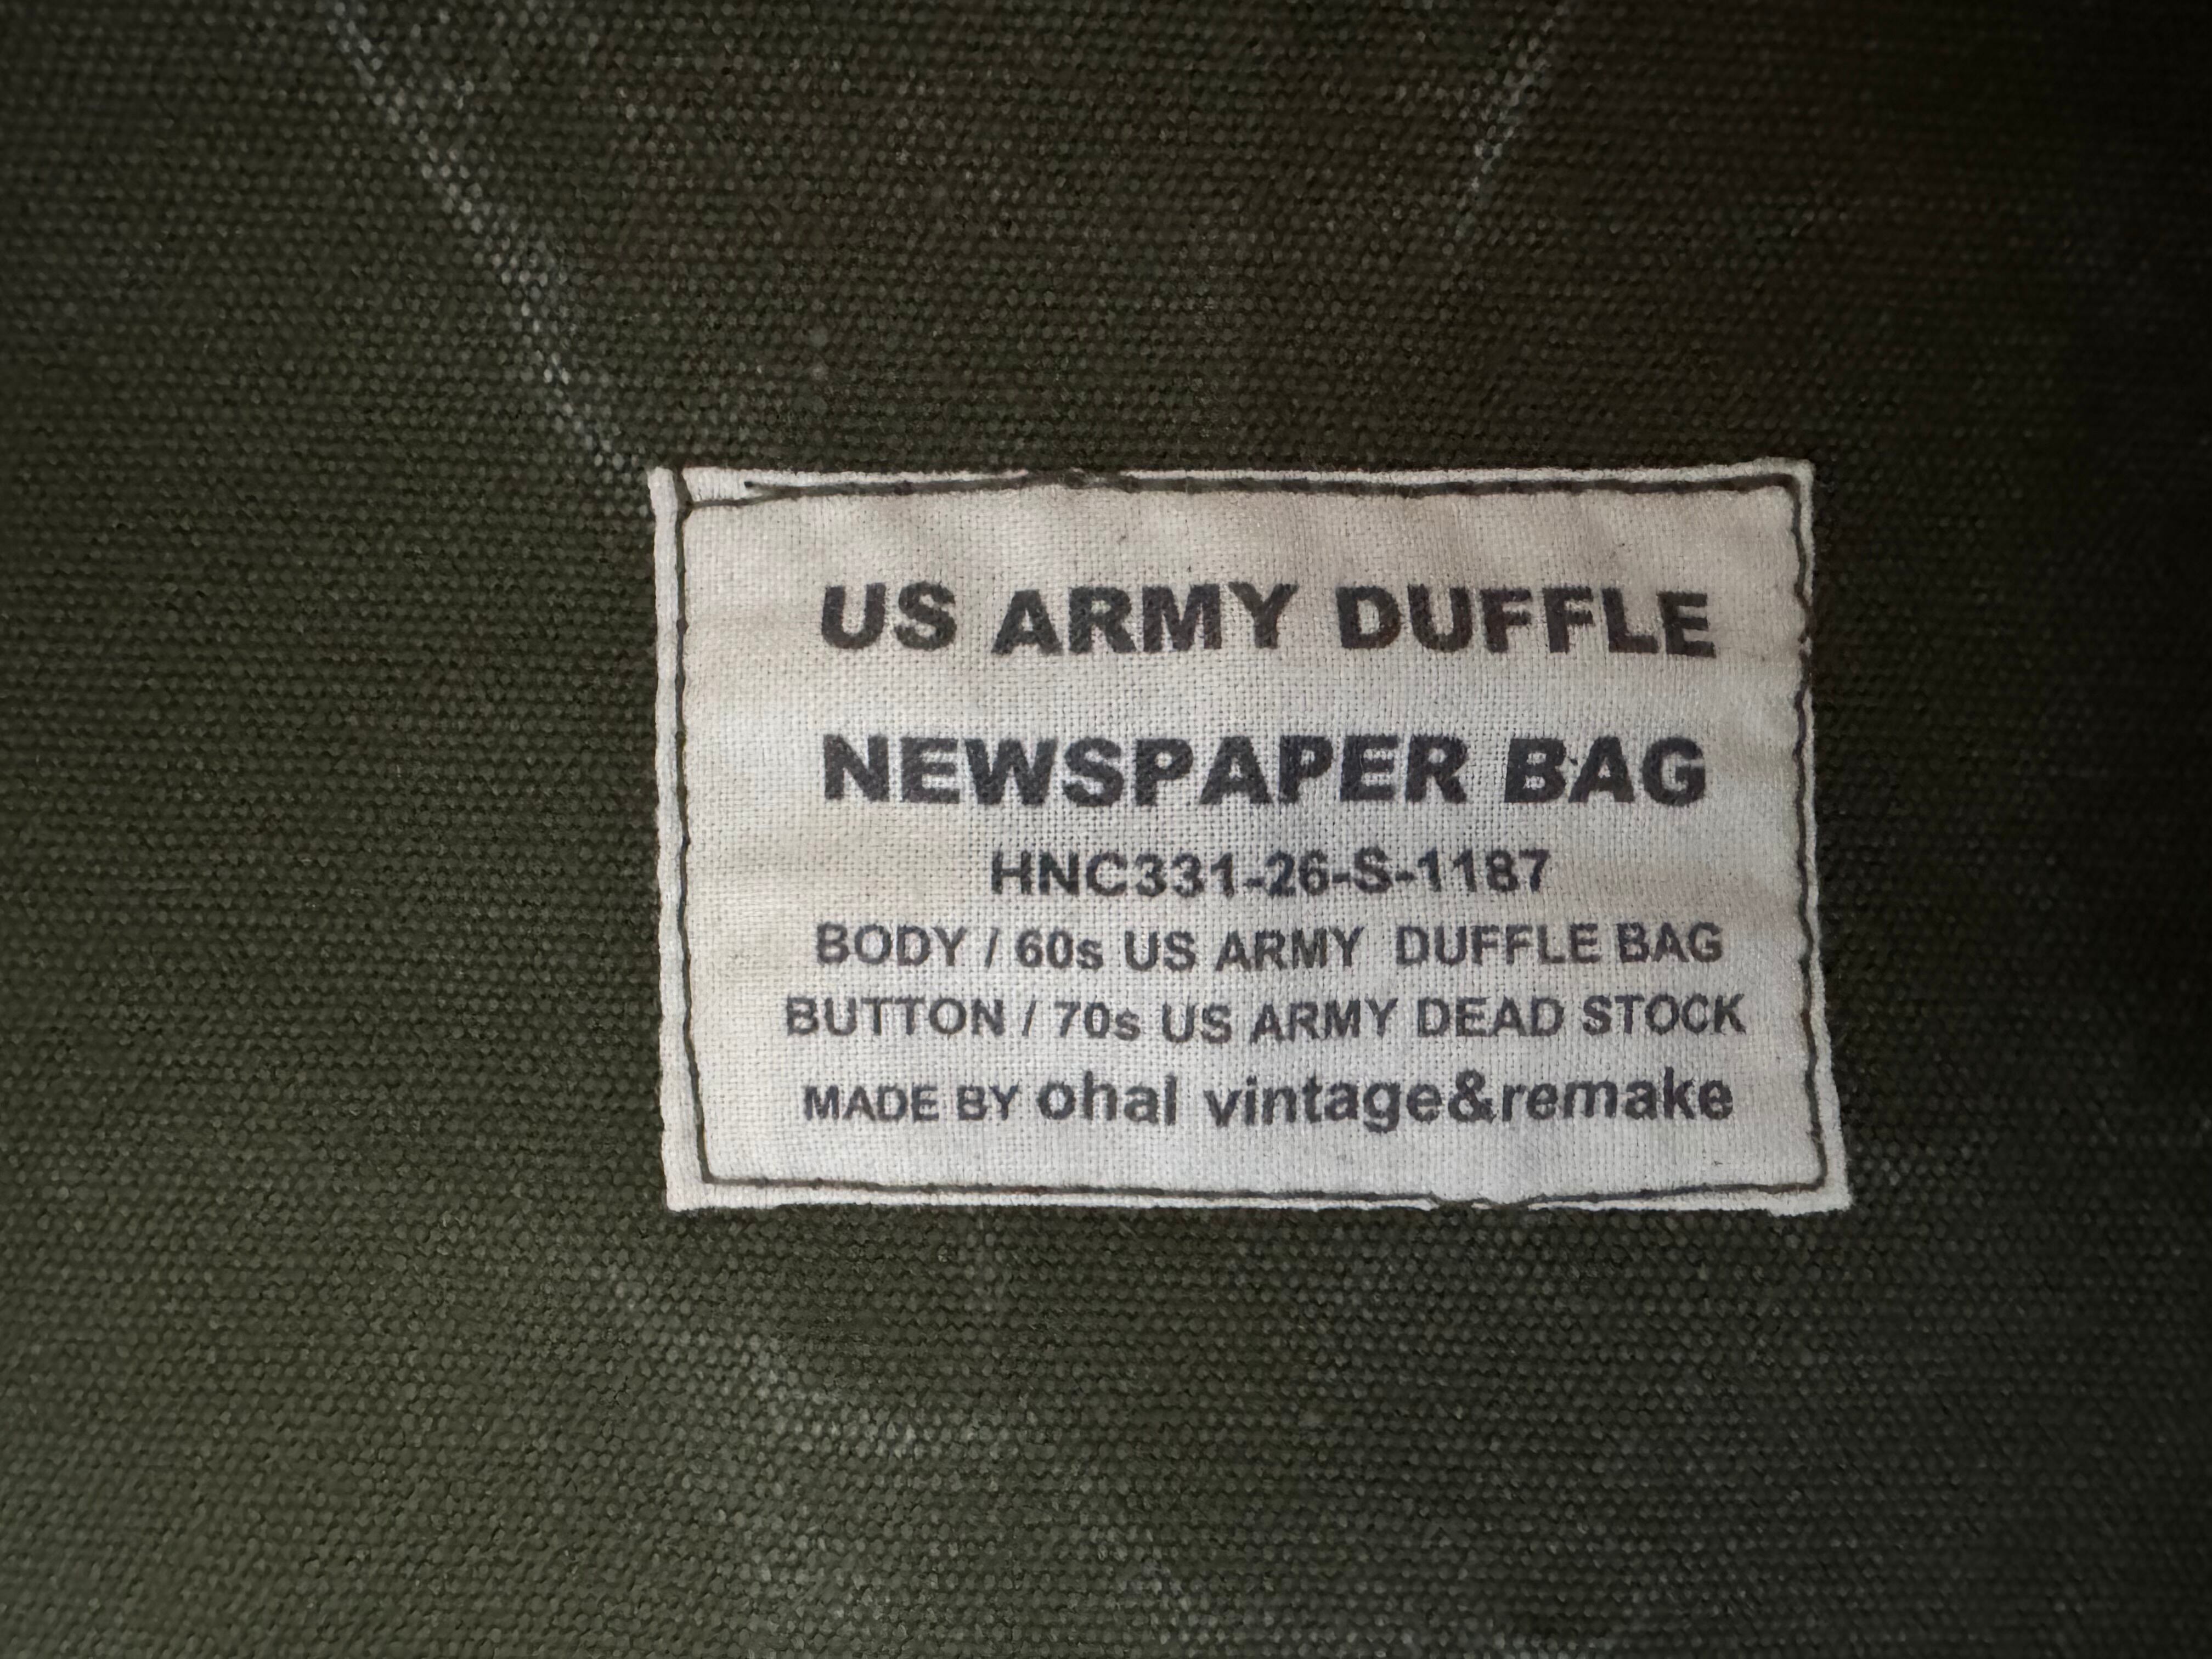 US ARMY DUFFLE
NEWSPAPER BAG
HNC331-26-S-1187
BODY / 60s US ARMY DUFFLE BAG
BUTTON / 70s US ARMY DEAD STOCK
MADE BY ohal vintage&remake